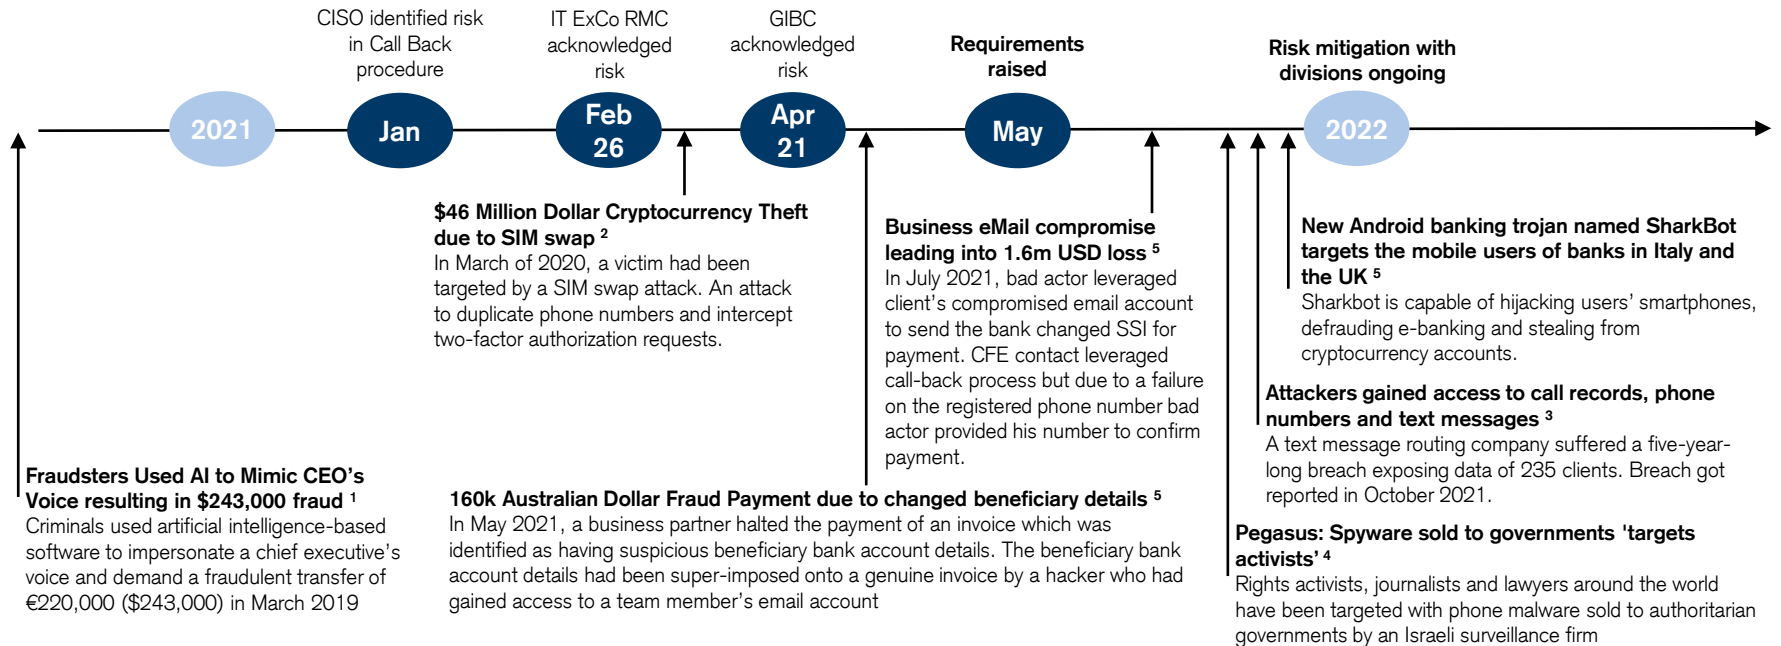 CISO identified risk
in Call Back
procedure
IT ExCo RMC
acknowledged
risk
GIBC
acknowledged
risk
Requirements
raised
Risk mitigation with
divisions ongoing
2021
Jan
Feb
26
Apr
21
May
2022
$46 Million Dollar Cryptocurrency Theft
due to SIM swap ²
In March of 2020, a victim had been
targeted by a SIM swap attack. An attack
to duplicate phone numbers and intercept
two-factor authorization requests.
Business eMail compromise
leading into 1.6m USD loss ⁵
In July 2021, bad actor leveraged
client’s compromised email account
to send the bank changed SSI for
payment. CFE contact leveraged
call-back process but due to a failure
on the registered phone number bad
actor provided his number to confirm
payment.
New Android banking trojan named SharkBot
targets the mobile users of banks in Italy and
the UK ⁵
Sharkbot is capable of hijacking users’ smartphones,
defrauding e-banking and stealing from
cryptocurrency accounts.
Attackers gained access to call records, phone
numbers and text messages ³
A text message routing company suffered a five-year-
long breach exposing data of 235 clients. Breach got
reported in October 2021.
Fraudsters Used AI to Mimic CEO’s
Voice resulting in $243,000 fraud ¹
Criminals used artificial intelligence-based
software to impersonate a chief executive’s
voice and demand a fraudulent transfer of
€220,000 ($243,000) in March 2019
160k Australian Dollar Fraud Payment due to changed beneficiary details ⁵
In May 2021, a business partner halted the payment of an invoice which was
identified as having suspicious beneficiary bank account details. The beneficiary bank
account details had been super-imposed onto a genuine invoice by a hacker who had
gained access to a team member’s email account
Pegasus: Spyware sold to governments 'targets
activists’ ⁴
Rights activists, journalists and lawyers around the world
have been targeted with phone malware sold to authoritarian
governments by an Israeli surveillance firm